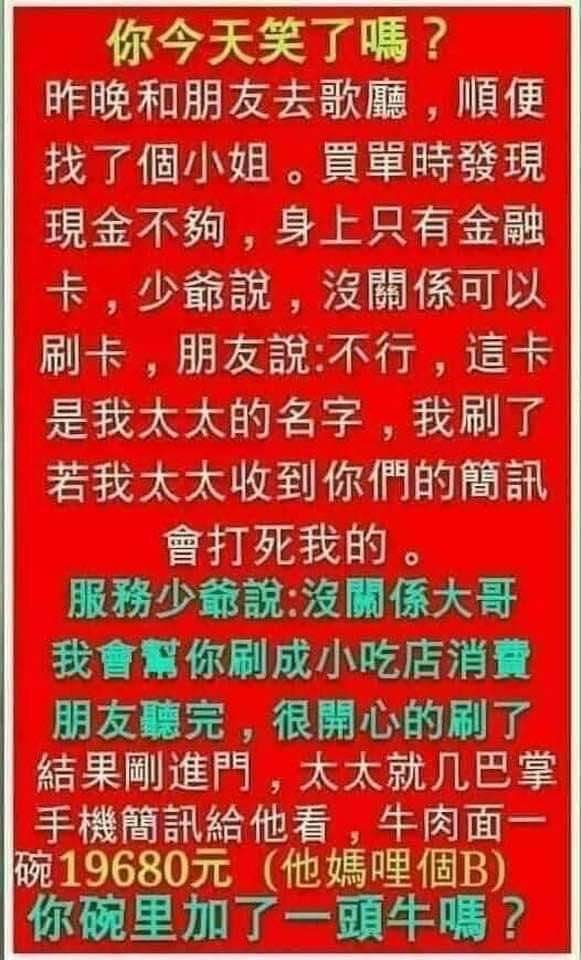 你今天笑了嗎？
昨晚和朋友去歌廳，順便
找了個小姐。買單時發現
現金不夠，身上只有金融
卡，少爺說，沒關係可以
刷卡，朋友說:不行，這卡
是我太太的名字，我刷了
若我太太收到你們的簡訊
會打死我的。
服務少爺說:沒關係大哥
我會幫你刷成小吃店消費
朋友聽完，很開心的刷了
結果剛進門，太太就几巴掌
手機簡訊給他看，牛肉面一
碗19680元（他媽哩個B)
你碗里加了一頭牛嗎？